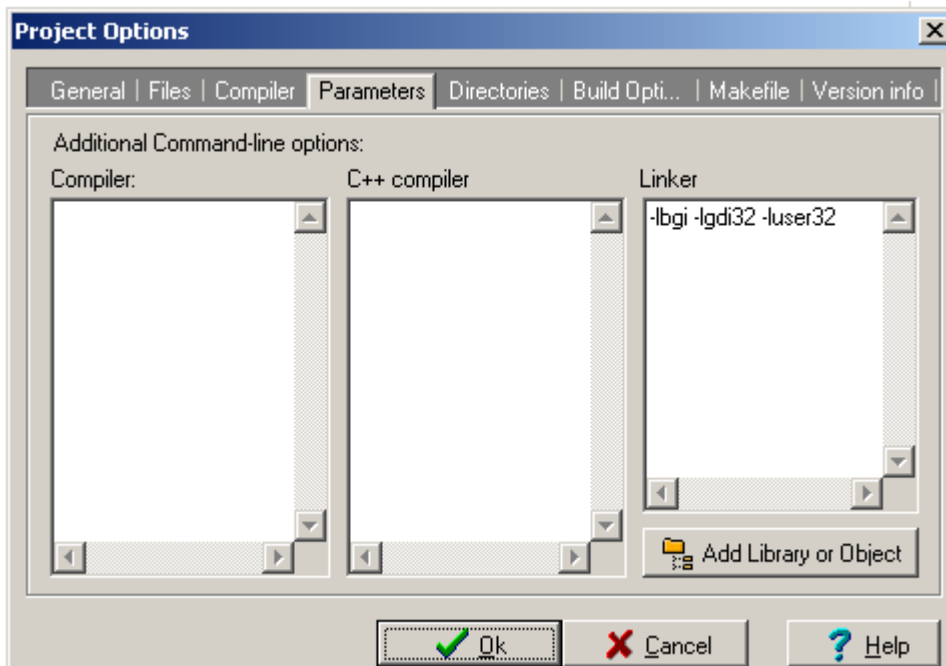 Project Options
General | Files | Compiler | Parameters | Directories | Build Opti... | Makefile | Version info |
Additional Command-line options:
Compiler: C++ compiler Linker
-lbgi -lgdi32 -luser32
Add Library or Object
Ok Cancel Help